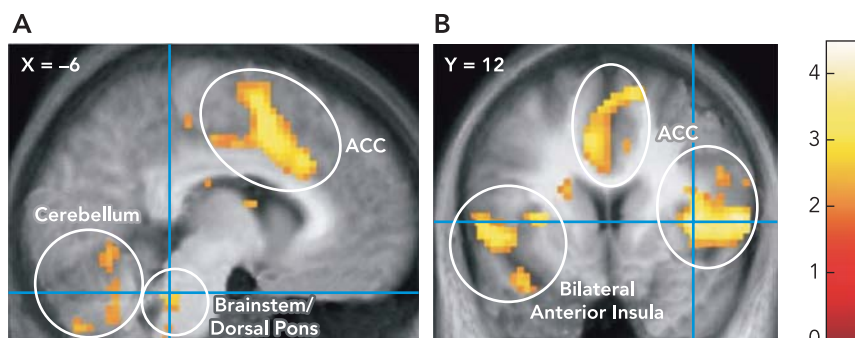 A
B
X = –6
Y = 12
ACC
ACC
Cerebellum
Brainstem/
Dorsal Pons
Bilateral
Anterior Insula
4
3
2
1
0